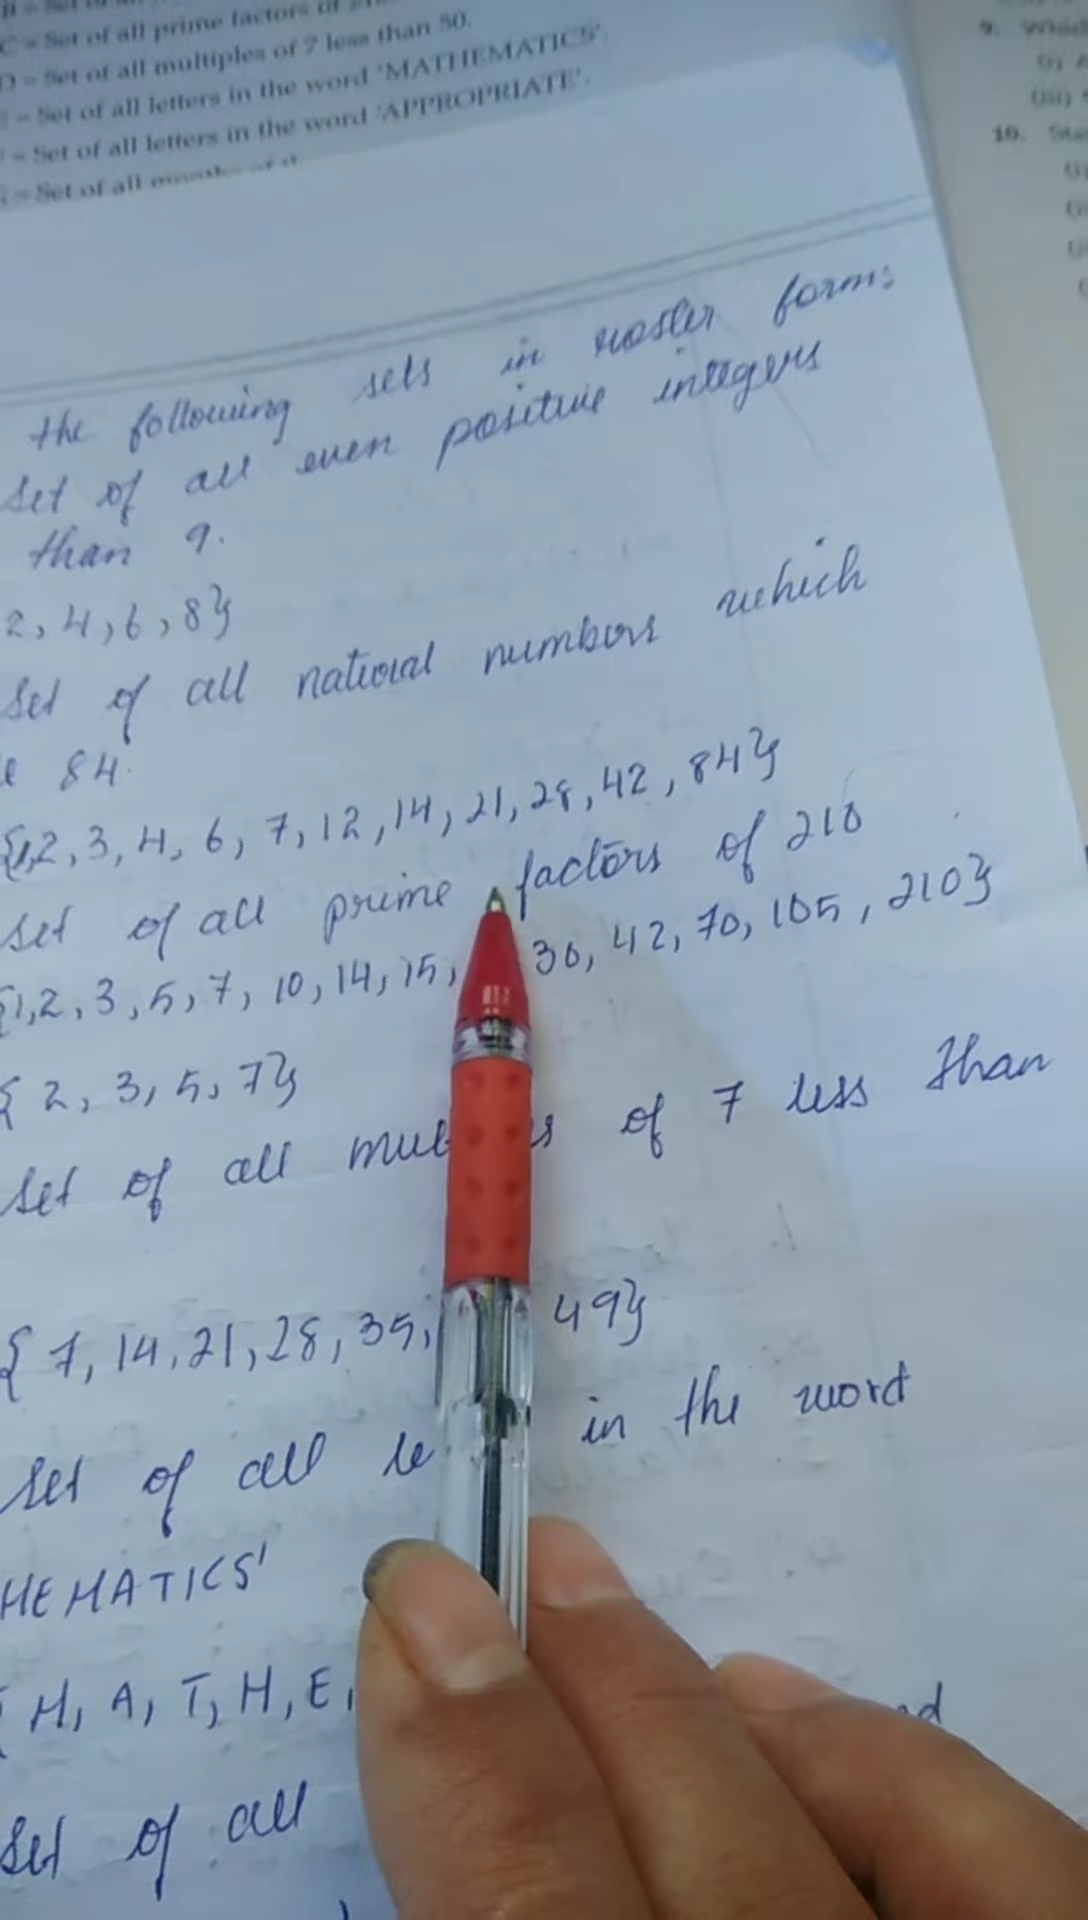 C = Set of all prime factors of
D = Set of all multiples of 7 less than 50.
= Set of all letters in the word 'MATHEMATICS'.
= Set of all letters in the word 'APPROPRIATE'.
= Set of all months of
9.
10.
the following sets in roster form:
Set of all even positive integers
than 9.
2, 4, 6, 8}
Set of all natural numbers which
84.
{1, 2, 3, 4, 6, 7, 12, 14, 21, 28, 42, 84}
Set of all prime factors of 210
{1, 2, 3, 5, 7, 10, 14, 15, 30, 42, 70, 105, 210}
{ 2, 3, 5, 7}
Set of all mul s of 7 less than
{ 7, 14, 21, 28, 35, 49}
Set of all le in the word
HEMATICS'
{ M, A, T, H, E,
Set of all